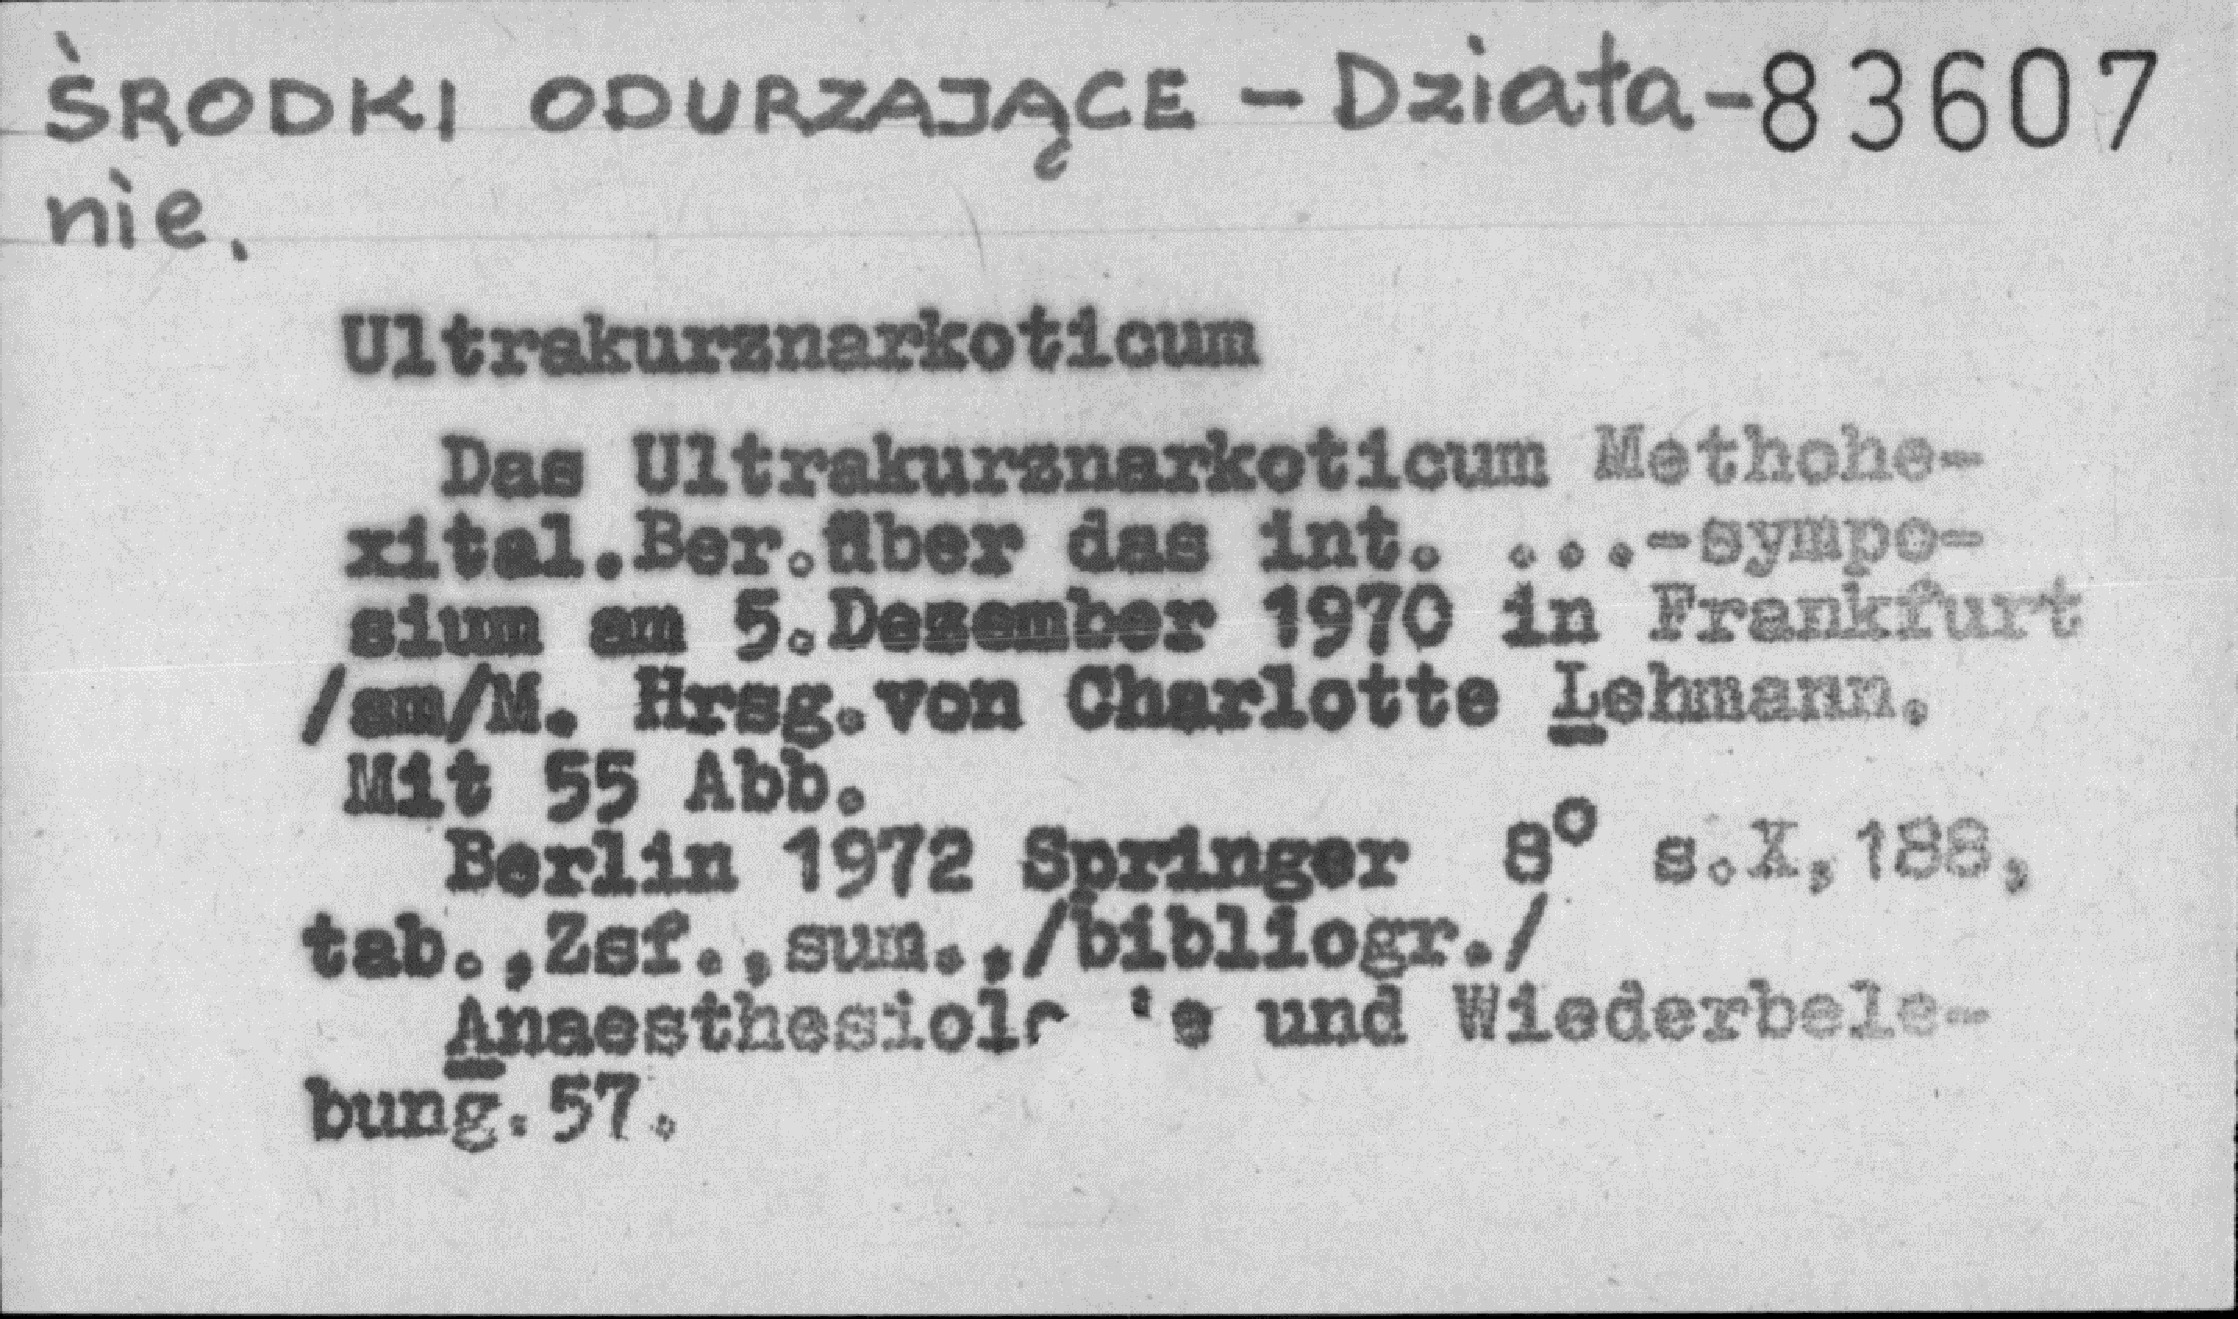 ŚRODKI ODURZAJĄCE – Działa- 83607
nie.
Ultrakurznarkoticum
Das Ultrakurznarkoticum Methohe-
xital.Ber.über das int. ...-sympo-
sium am 5.Dezember 1970 in Frankfurt
/am/M. Hrsg.von Charlotte Lehmann.
Mit 55 Abb.
Berlin 1972 Springer 8° s.X,188,
tab.,Zsf.,sum.,/bibliogr./
und Wiederbele-
bung.57.